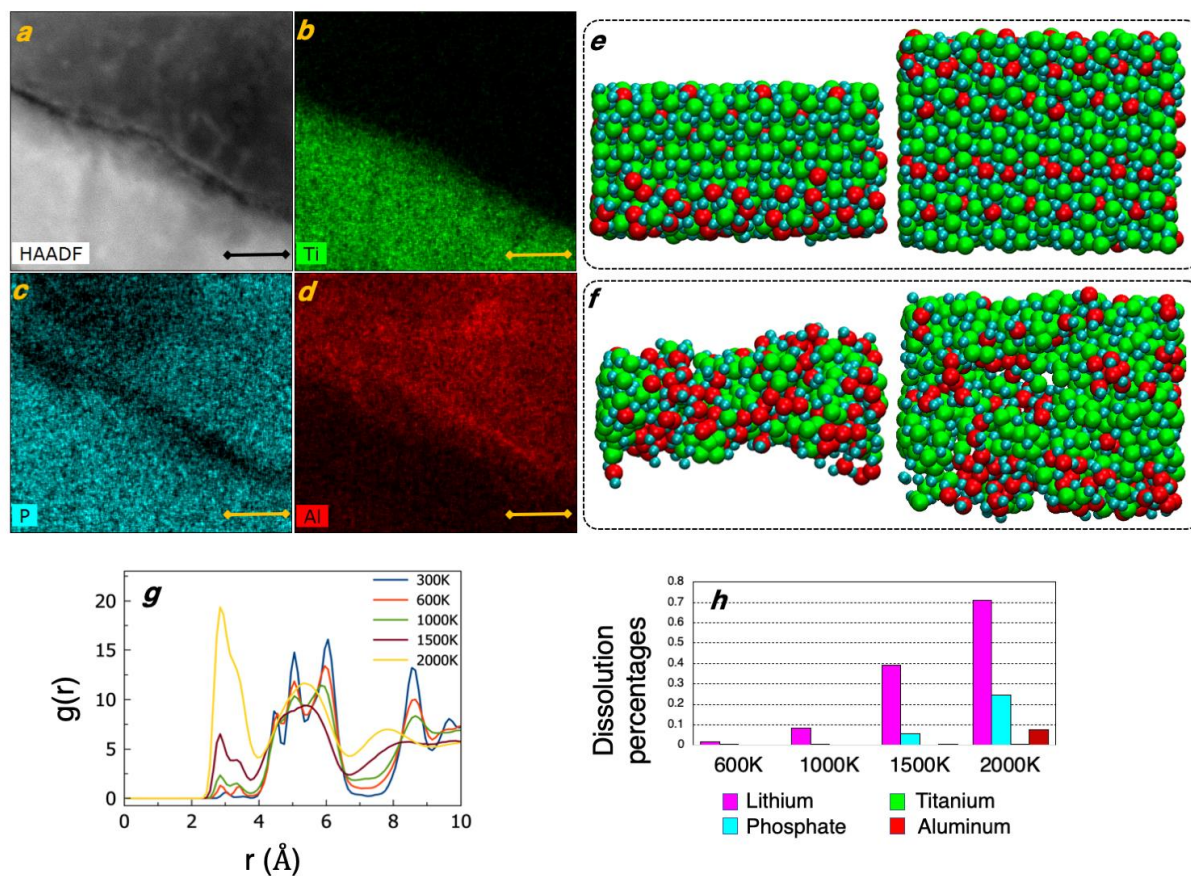 a
HAADF
b
Ti
c
P
d
Al
e
f
g
20
15
10
5
0
g(r)
300K
600K
1000K
1500K
2000K
0 2 4 6 8 10
r (Å)
h
0.8
0.7
0.6
0.5
0.4
0.3
0.2
0.1
0
Dissolution
percentages
600K 1000K 1500K 2000K
Lithium
Titanium
Phosphate
Aluminum